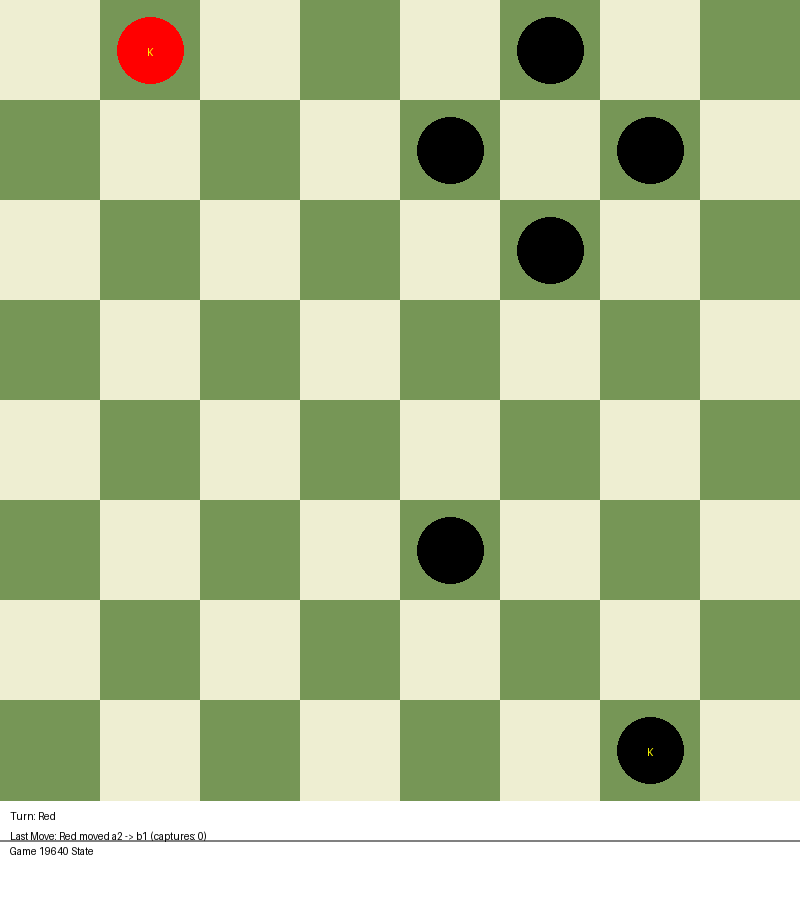 K
K
Turn: Red
Last Move: Red moved a2 -> b1 (captures: 0)
Game 19640 State